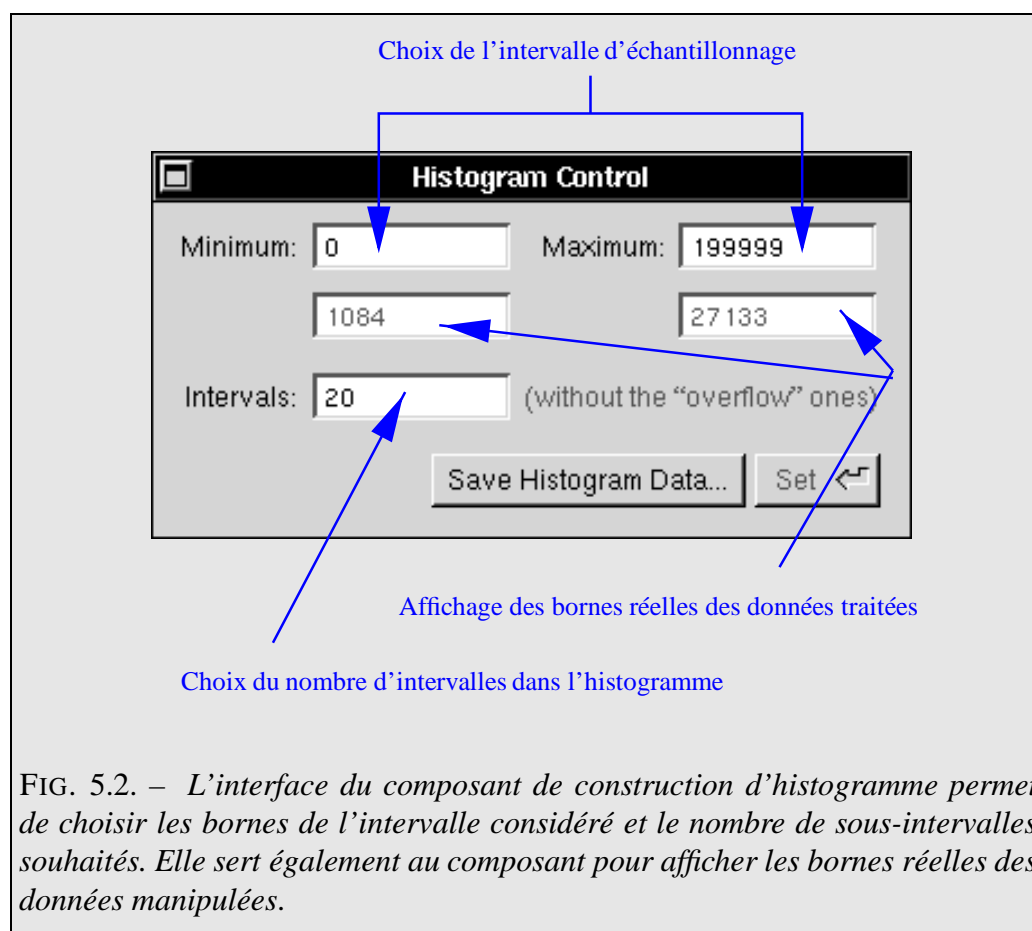 Choix de l’intervalle d’échantillonnage
Histogram Control
Minimum: 0 Maximum: 199999
1084 27133
Intervals: 20 (without the “overflow” ones)
Save Histogram Data... Set
Affichage des bornes réelles des données traitées
Choix du nombre d’intervalles dans l’histogramme
FIG. 5.2. – L’interface du composant de construction d’histogramme permet
de choisir les bornes de l’intervalle considéré et le nombre de sous-intervalles
souhaités. Elle sert également au composant pour afficher les bornes réelles des
données manipulées.